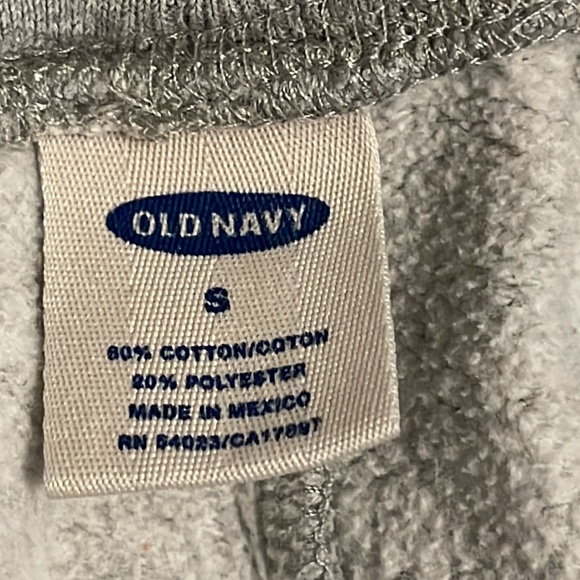 OLD NAVY
S
80% COTTON/COTON
20% POLYESTER
MADE IN MEXICO
RN 54023/CA17897